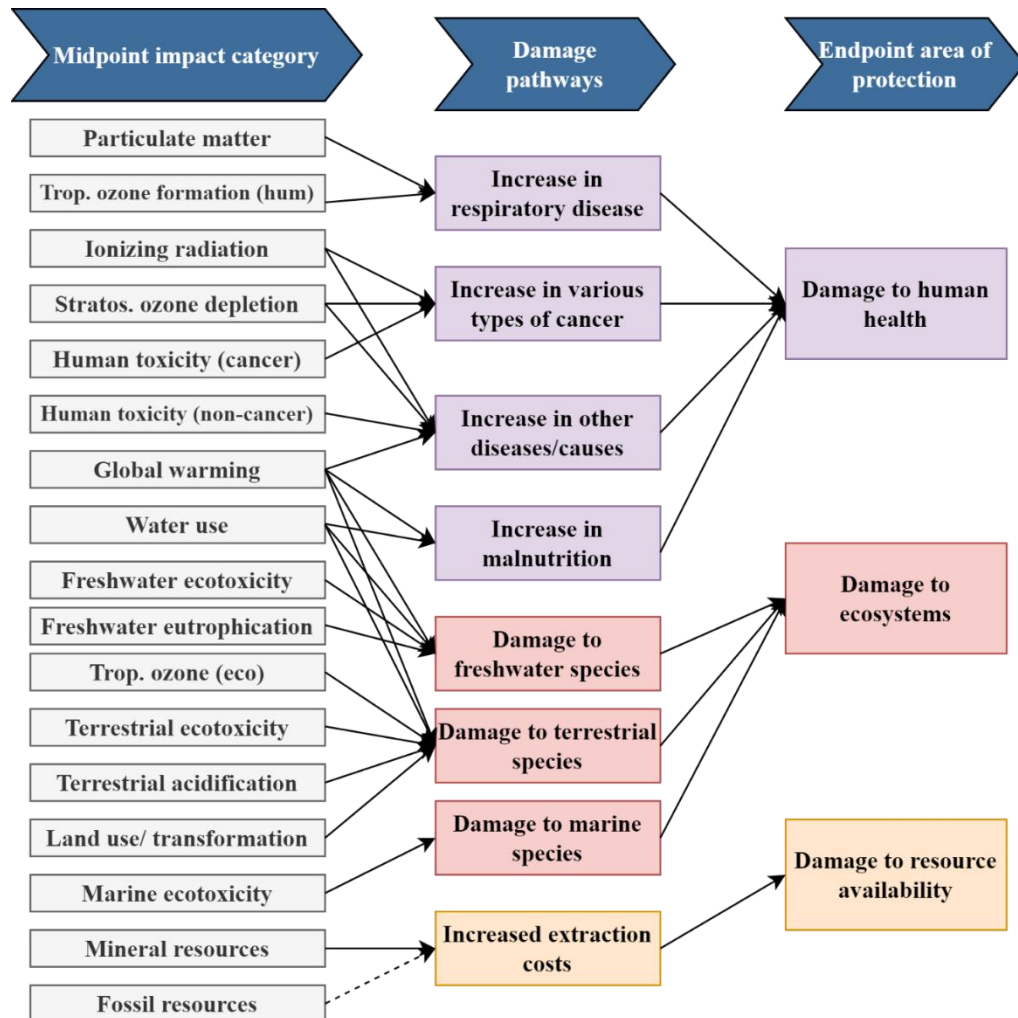 Midpoint impact category
Damage
pathways
Endpoint area of
protection
Particulate matter
Trop. ozone formation (hum)
Ionizing radiation
Stratos. ozone depletion
Human toxicity (cancer)
Human toxicity (non-cancer)
Global warming
Water use
Freshwater ecotoxicity
Freshwater eutrophication
Trop. ozone (eco)
Terrestrial ecotoxicity
Terrestrial acidification
Land use/ transformation
Marine ecotoxicity
Mineral resources
Fossil resources
Increase in
respiratory disease
Increase in various
types of cancer
Increase in other
diseases/causes
Increase in
malnutrition
Damage to
freshwater species
Damage to terrestrial
species
Damage to marine
species
Increased extraction
costs
Damage to human
health
Damage to
ecosystems
Damage to resource
availability